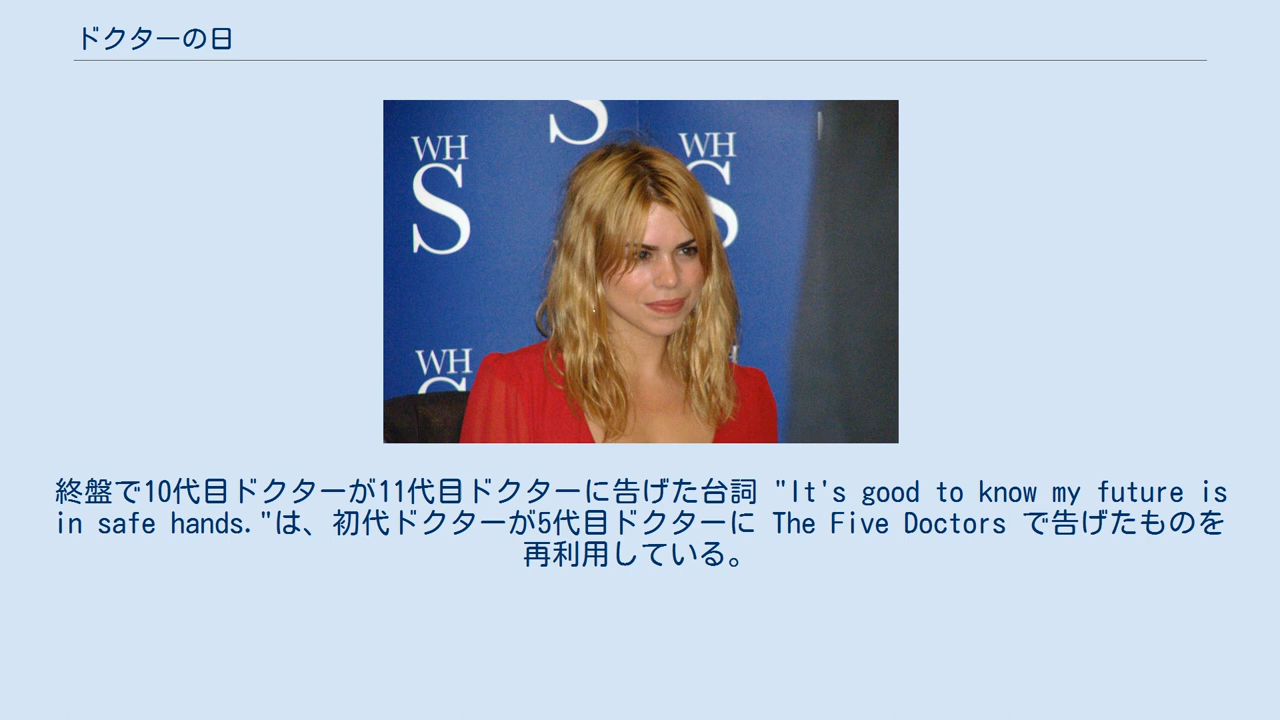 ドクターの日
S
WH
S
WH
S
WH
S
H
終盤で10代目ドクターが11代目ドクターに告げた台詞 "It's good to know my future is
in safe hands."は、初代ドクターが5代目ドクターに The Five Doctors で告げたものを
再利用している。